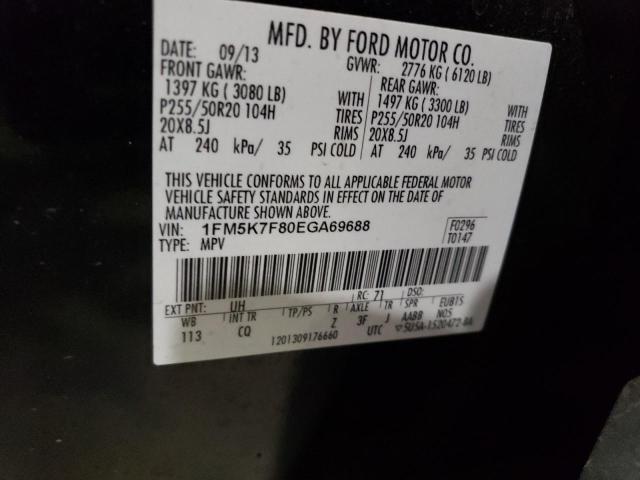 MFD. BY FORD MOTOR CO.
DATE: 09/13 GVWR: 2776 KG (6120 LB)
FRONT GAWR: REAR GAWR:
1397 KG (3080 LB) WITH 1497 KG (3300 LB) WITH
P255/50R20 104H TIRES P255/50R20 104H TIRES
20X8.5J RIMS 20X8.5J RIMS
AT 240 kPa/ 35 PSI COLD AT 240 kPa/ 35 PSI COLD
THIS VEHICLE CONFORMS TO ALL APPLICABLE FEDERAL MOTOR
VEHICLE SAFETY STANDARDS IN EFFECT ON THE DATE OF
MANUFACTURE SHOWN ABOVE.
VIN: 1FM5K7F80EGA69688 F0296
TYPE: MPV T0147
EXT PNT: UH RC: 71 DSO:
WB INT TR TP/PS R AXLE TR SPR EUB1S
113 CQ Z 3F J AABB NOS
1201309176660 UTC 5U5A-1520472-BA